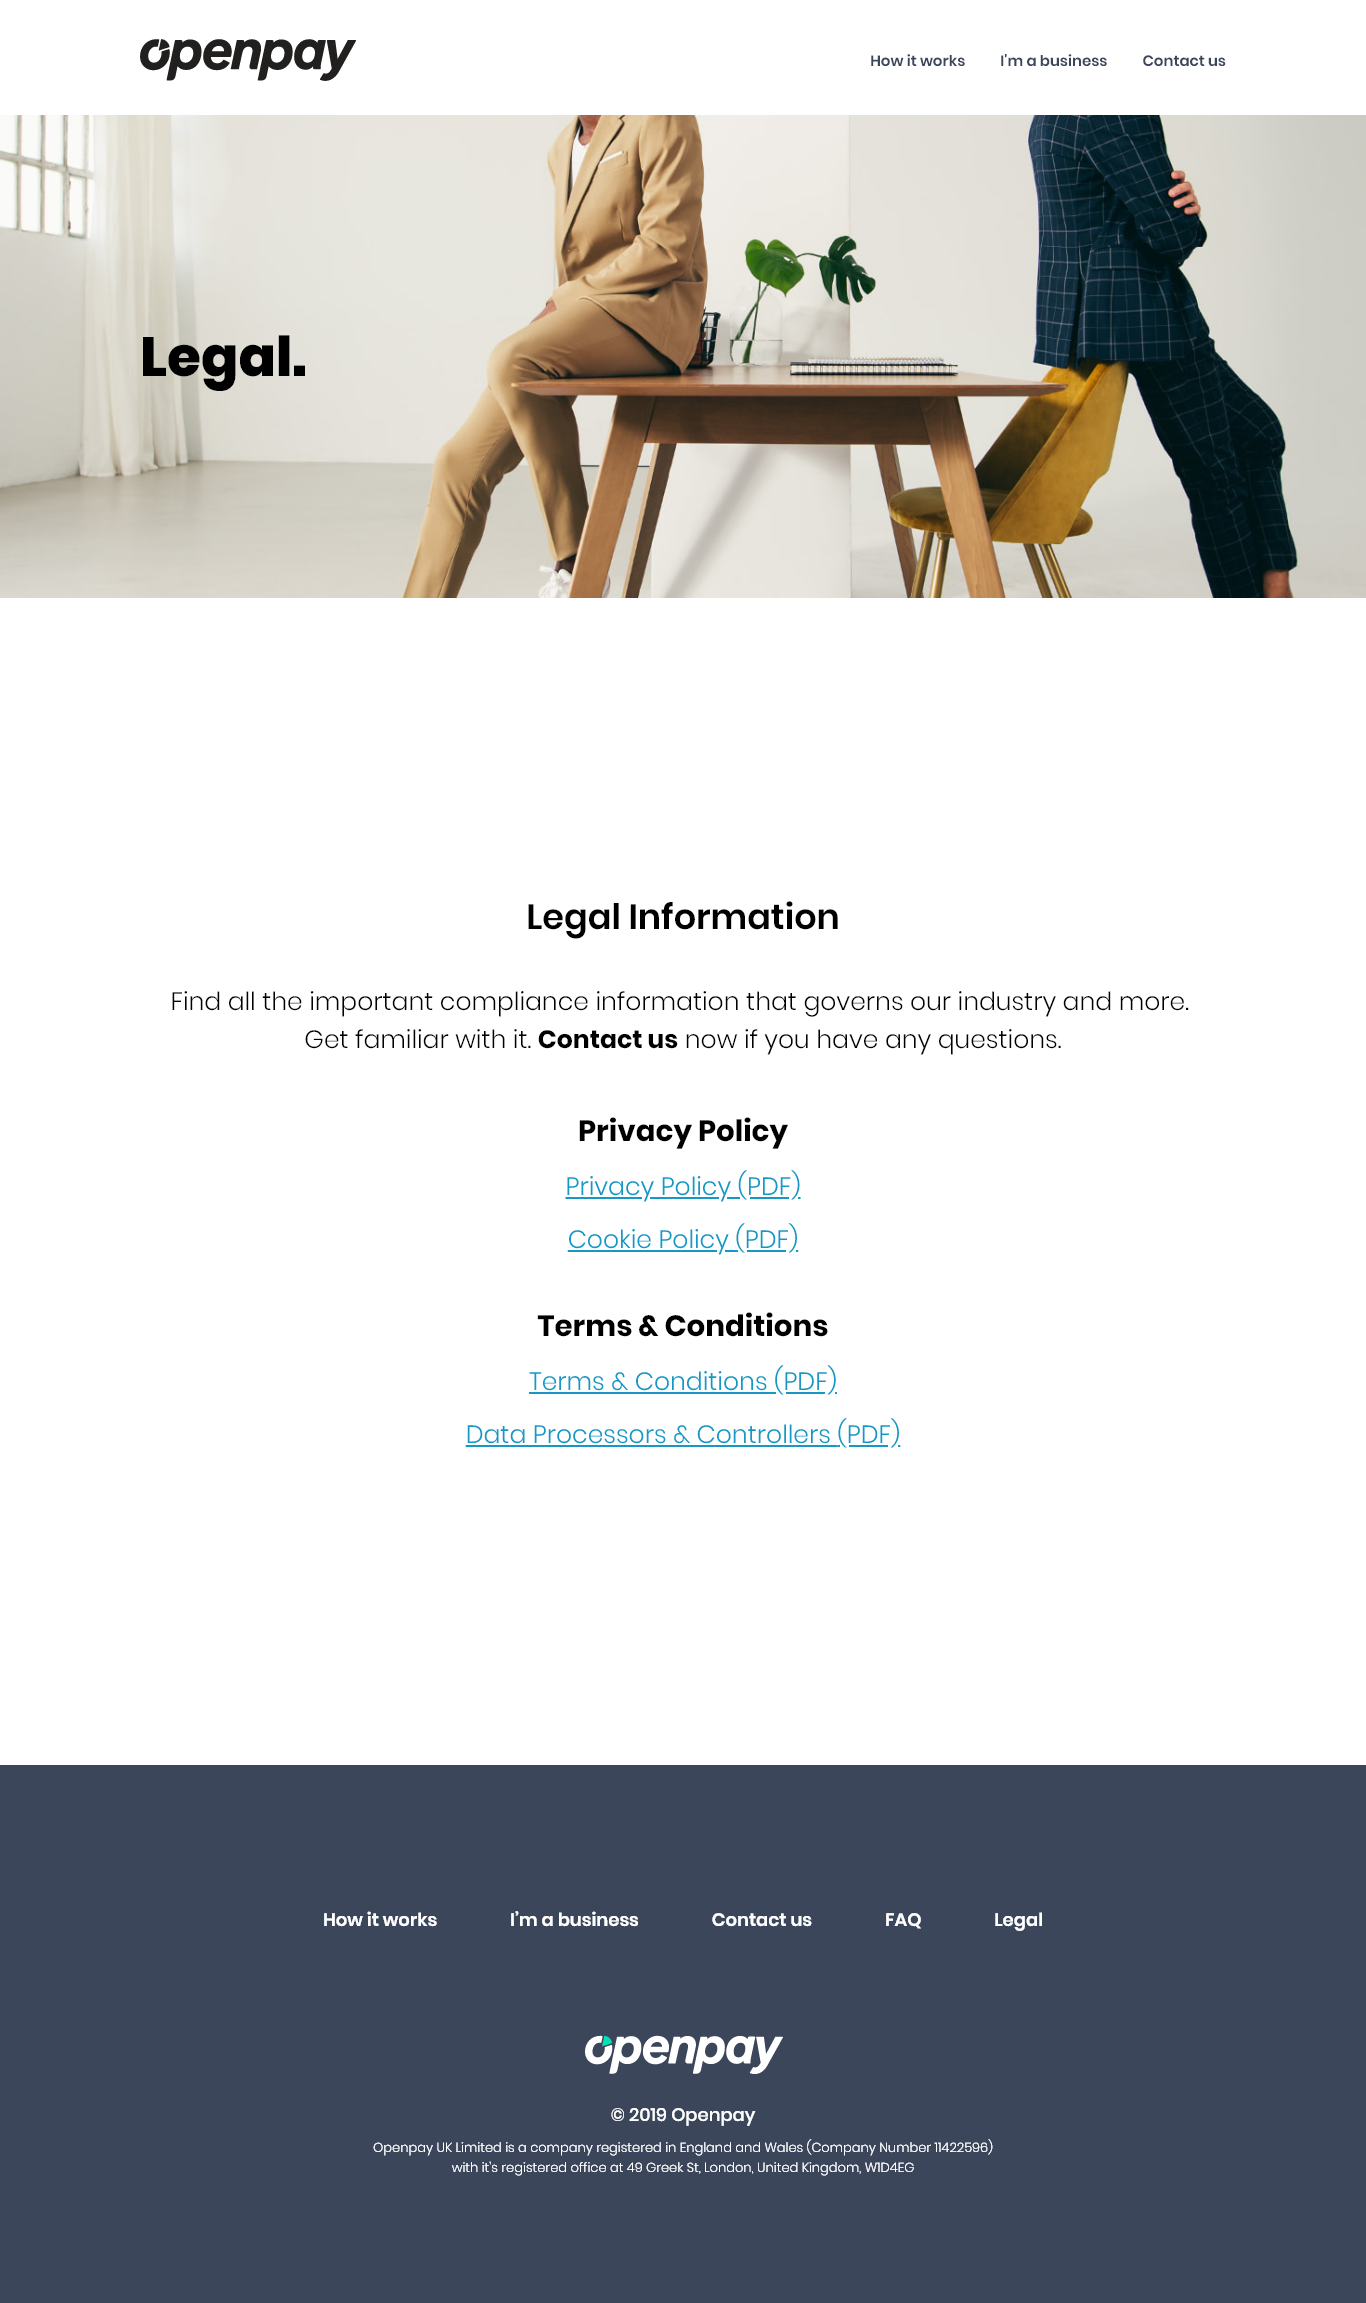 openpay
How it works
I'm a business
Contact us
Legal.
Legal Information
Find all the important compliance information that governs our industry and more.
Get familiar with it. Contact us now if you have any questions.
Privacy Policy
Privacy Policy (PDF)
Cookie Policy (PDF)
Terms & Conditions
Terms & Conditions (PDF)
Data Processors & Controllers (PDF)
How it works
I'm a business
Contact us
FAQ
Legal
openpay
© 2019 Openpay
Openpay UK Limited is a company registered in England and Wales (Company Number 11422596)
with it's registered office at 49 Greek St, London, United Kingdom, W1D4EG